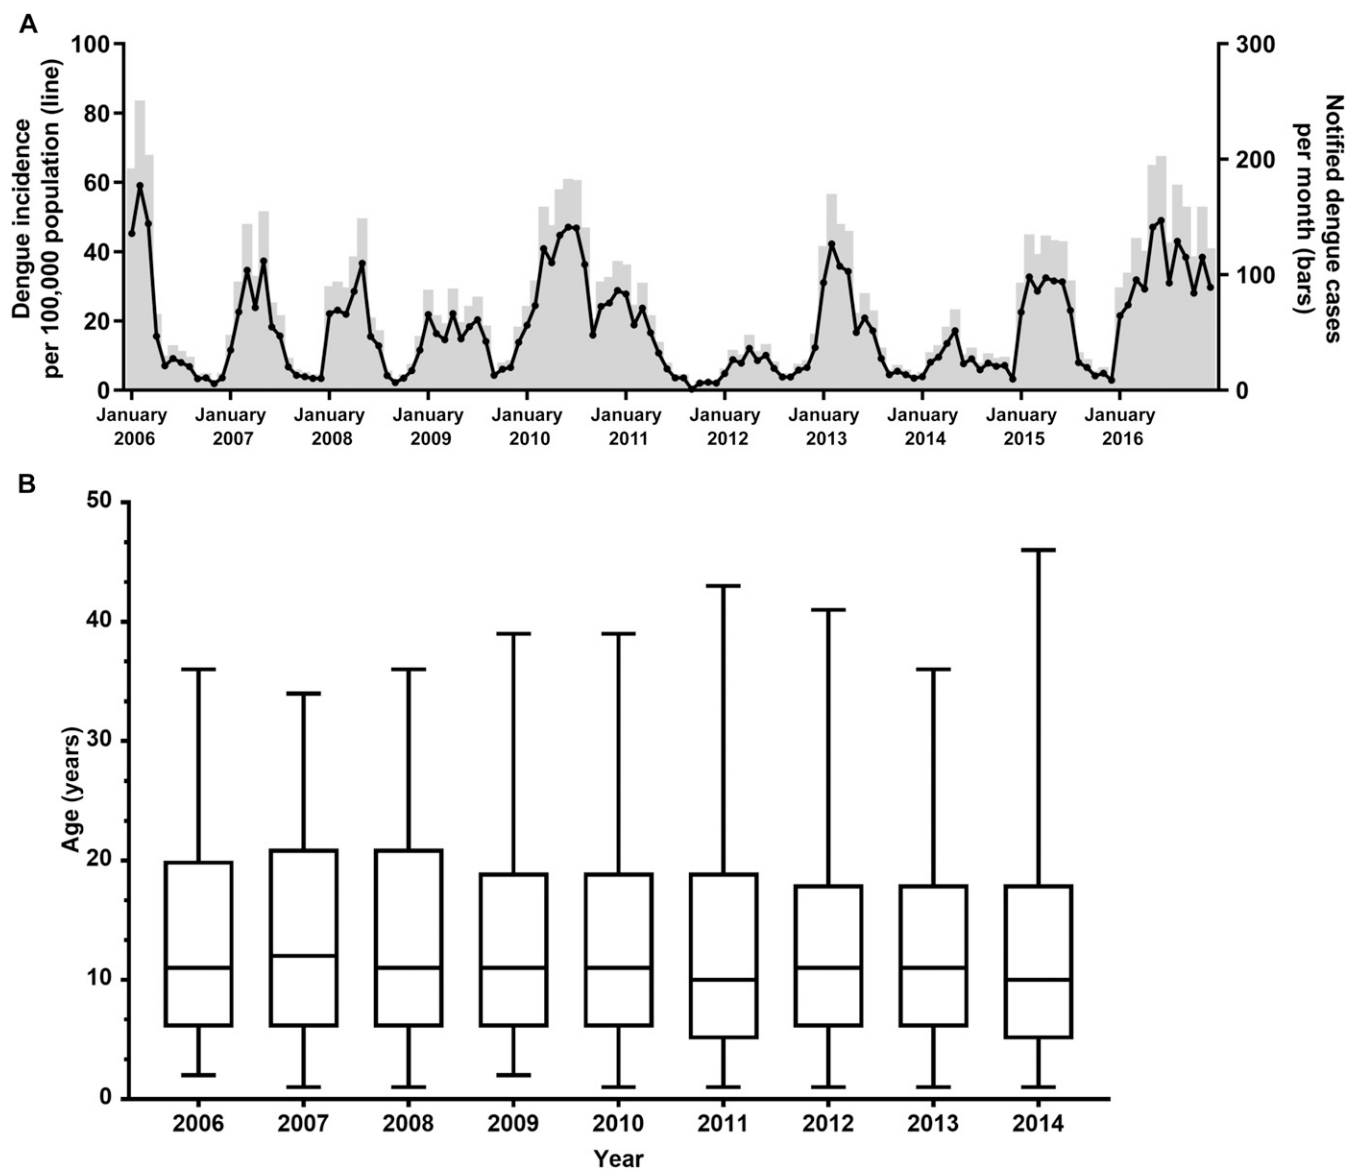 A
Dengue incidence
per 100,000 population (line)
100
80
60
40
20
0
300
200
100
0
Notified dengue cases
per month (bars)
January January January January January January January January January January January
2006 2007 2008 2009 2010 2011 2012 2013 2014 2015 2016
B
Age (years)
50
40
30
20
10
0
2006 2007 2008 2009 2010 2011 2012 2013 2014
Year